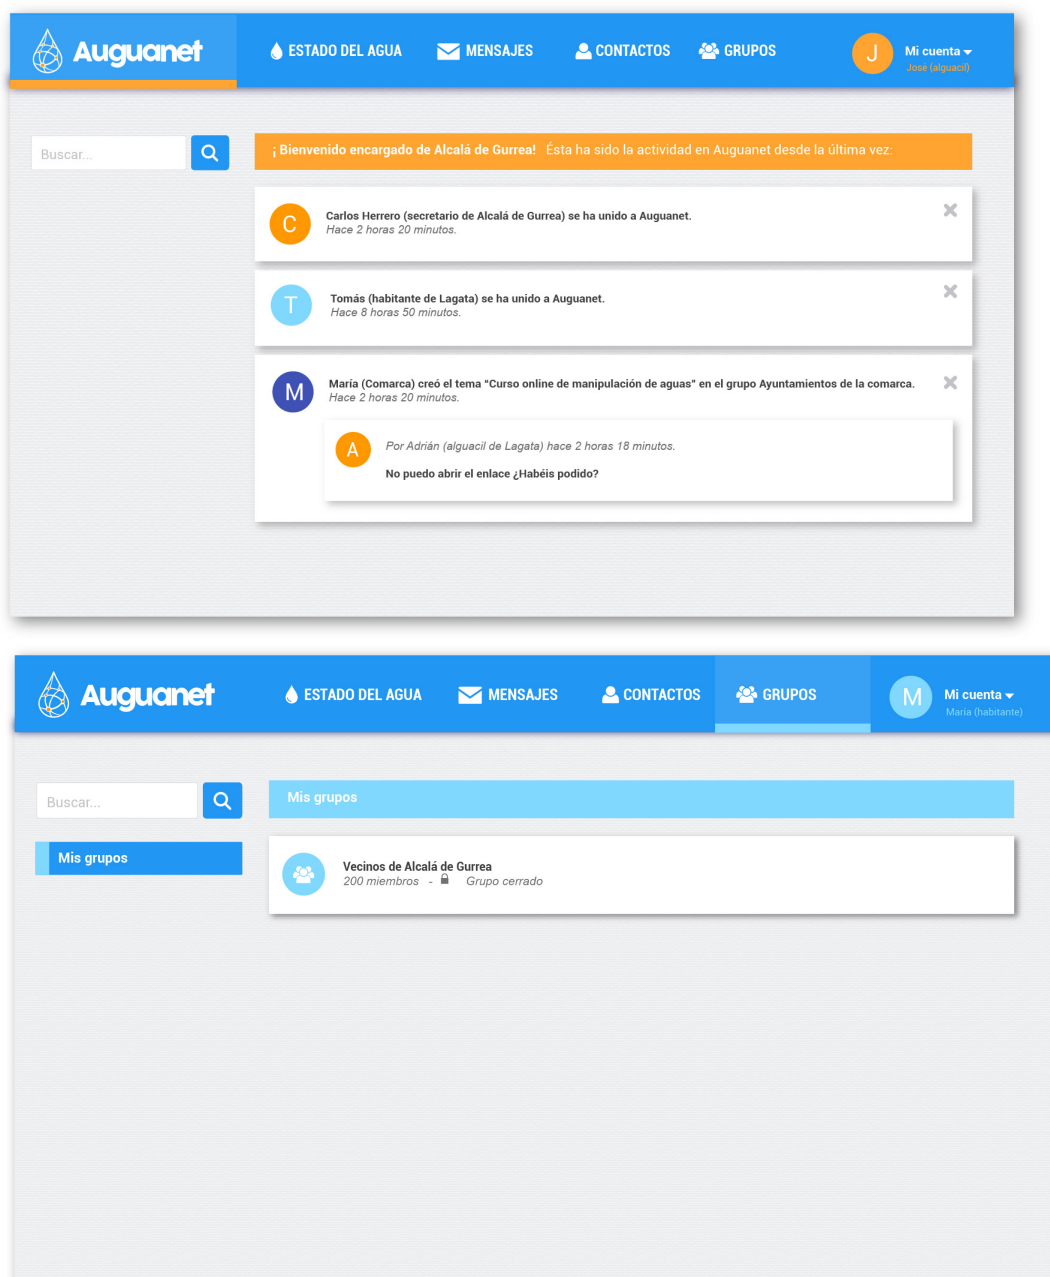 Auguanet
ESTADO DEL AGUA
MENSAJES
CONTACTOS
GRUPOS
J
Mi cuenta
José (alguacil)
Buscar...
¡ Bienvenido encargado de Alcalá de Gurrea! Ésta ha sido la actividad en Auguanet desde la última vez:
C
Carlos Herrero (secretario de Alcalá de Gurrea) se ha unido a Auguanet.
Hace 2 horas 20 minutos.
T
Tomás (habitante de Lagata) se ha unido a Auguanet.
Hace 8 horas 50 minutos.
M
María (Comarca) creó el tema "Curso online de manipulación de aguas" en el grupo Ayuntamientos de la comarca.
Hace 2 horas 20 minutos.
A
Por Adrián (alguacil de Lagata) hace 2 horas 18 minutos.
No puedo abrir el enlace ¿Habéis podido?
Auguanet
ESTADO DEL AGUA
MENSAJES
CONTACTOS
GRUPOS
M
Mi cuenta
María (habitante)
Buscar...
Mis grupos
Mis grupos
Vecinos de Alcalá de Gurrea
200 miembros - Grupo cerrado